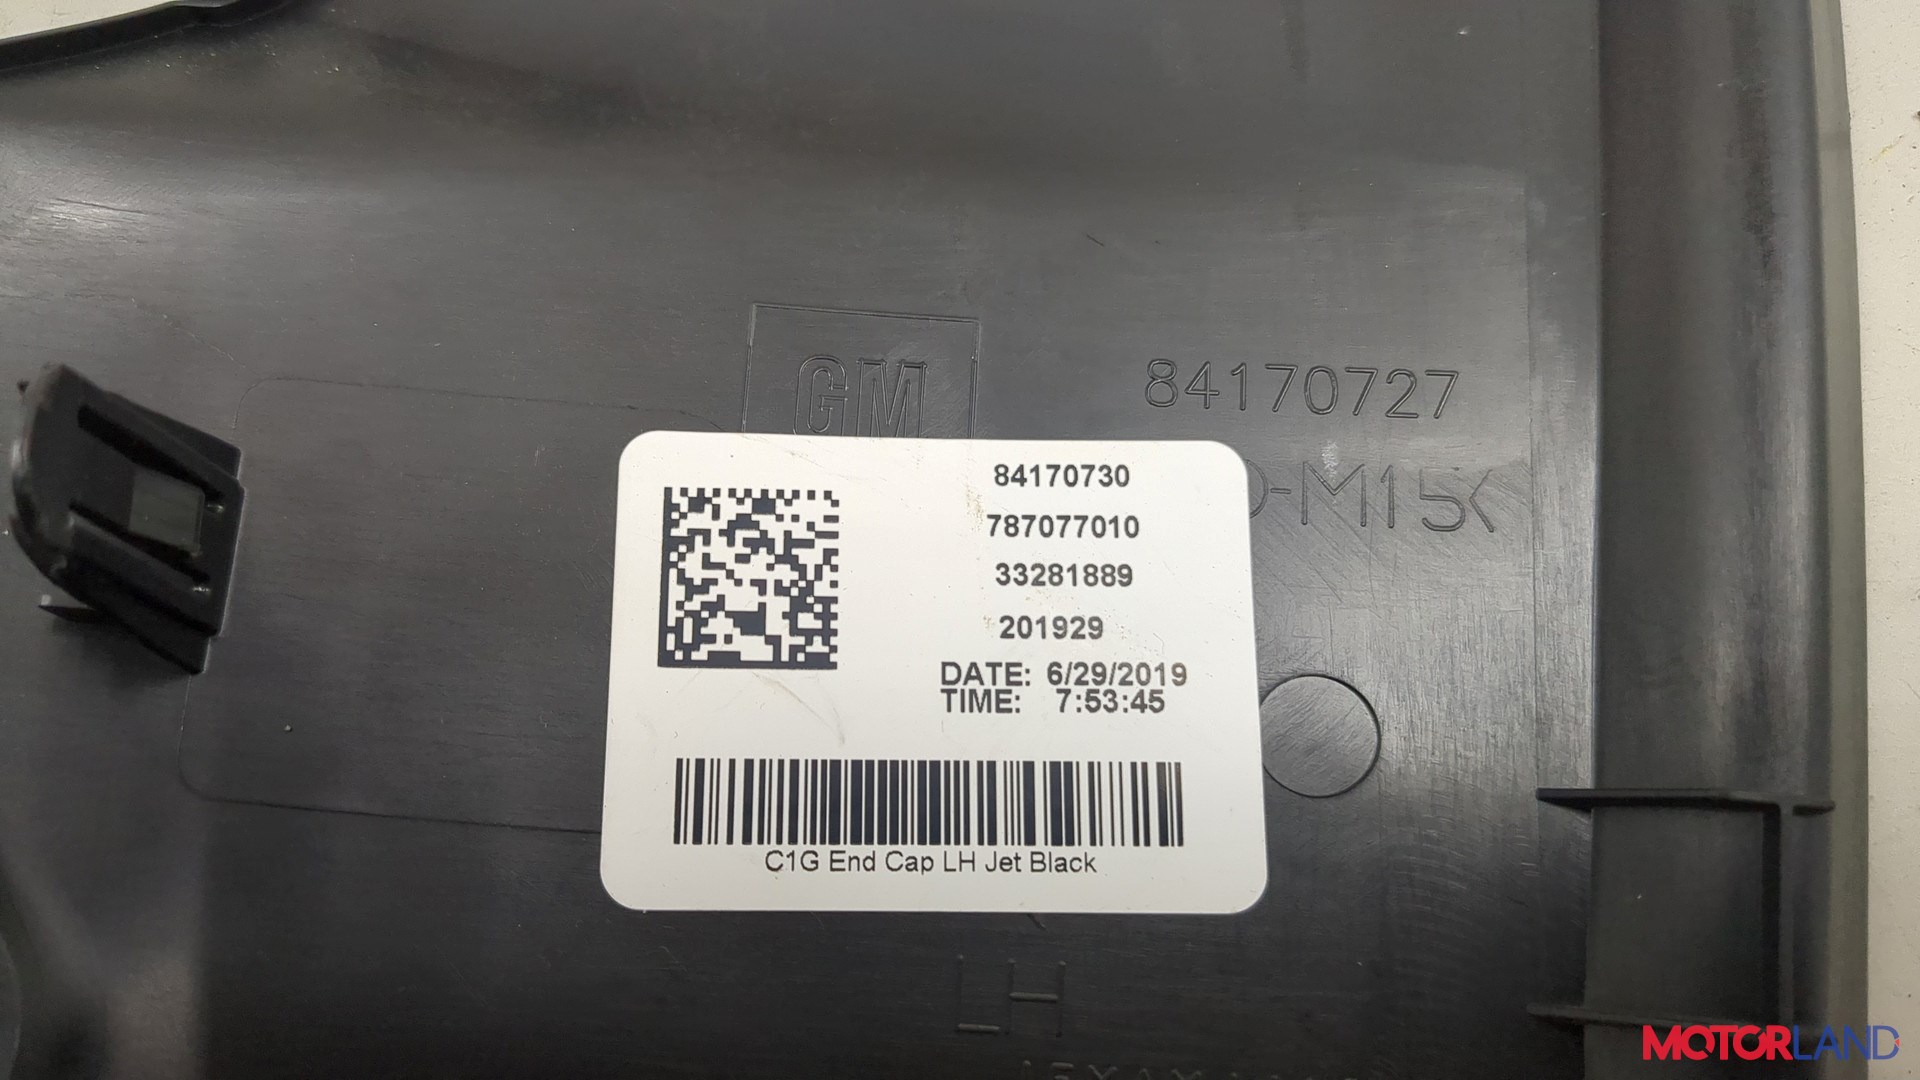 GM
84170727
-M15<
84170730
787077010
33281889
201929
DATE: 6/29/2019
TIME: 7:53:45
C1G End Cap LH Jet Black
LH
MOTORLAND